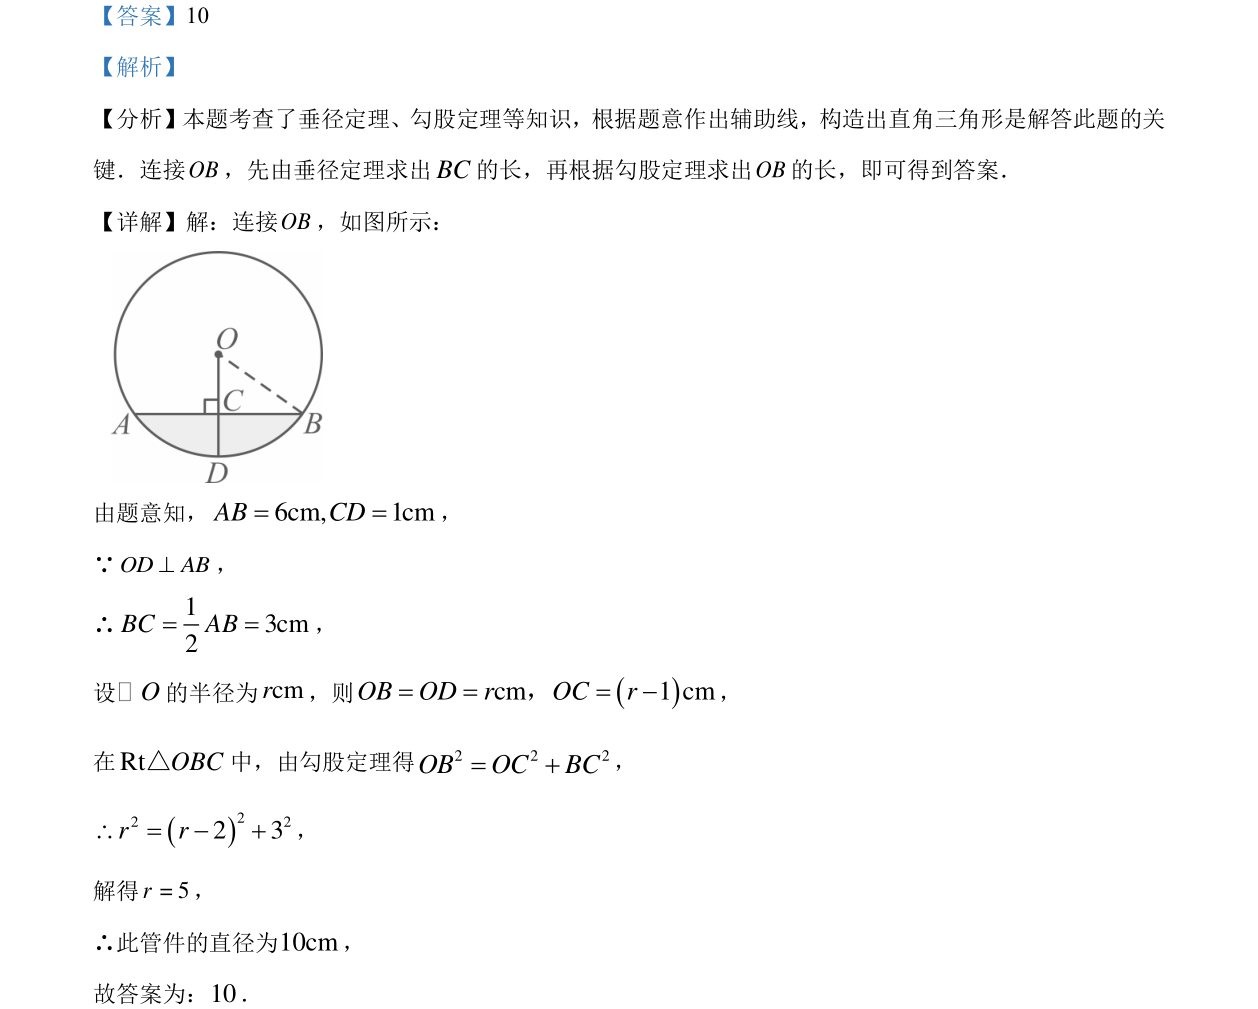 【答案】10
【解析】
【分析】本题考查了垂径定理、勾股定理等知识，根据题意作出辅助线，构造出直角三角形是解答此题的关
键．连接OB，先由垂径定理求出BC的长，再根据勾股定理求出OB的长，即可得到答案．
【详解】解：连接OB，如图所示：
O
C
A
B
D
由题意知，AB=6cm,CD=1cm，
∵OD⊥AB，
∴BC=1/2 AB=3cm，
设□ O的半径为rcm，则OB=OD=rcm，OC=(r−1)cm，
在Rt△OBC中，由勾股定理得OB²=OC²+BC²，
∴r²=(r−2)²+3²，
解得r=5，
∴此管件的直径为10cm，
故答案为：10．